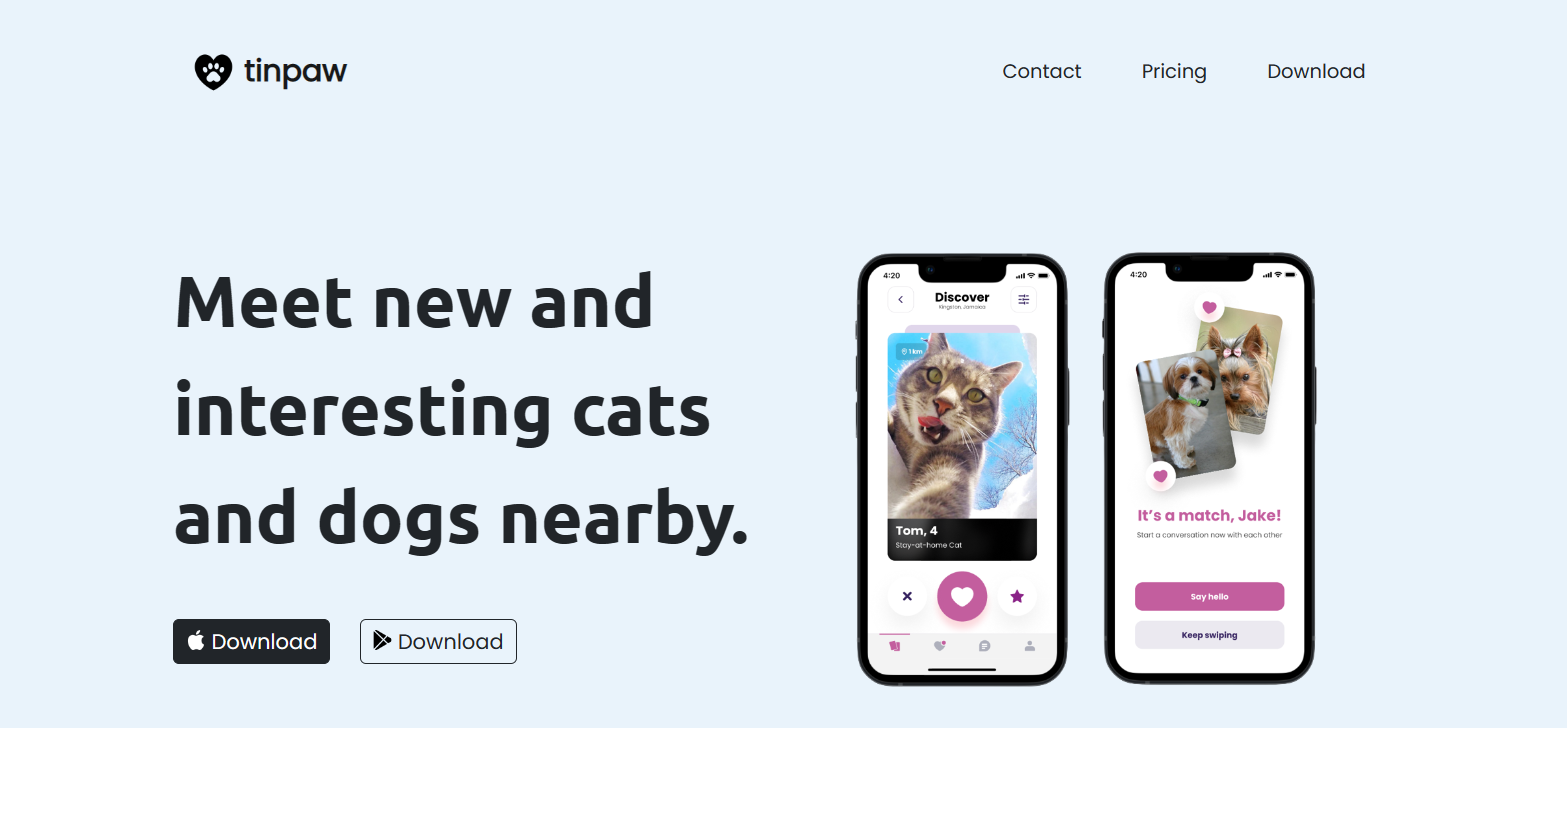 tinpaw
Contact
Pricing
Download
Meet new and
interesting cats
and dogs nearby.
Download
Download
4:20
Discover
Kingston, Jamaica
1 km
Tom, 4
Stay-at-home Cat
4:20
It's a match, Jake!
Start a conversation now with each other
Say hello
Keep swiping